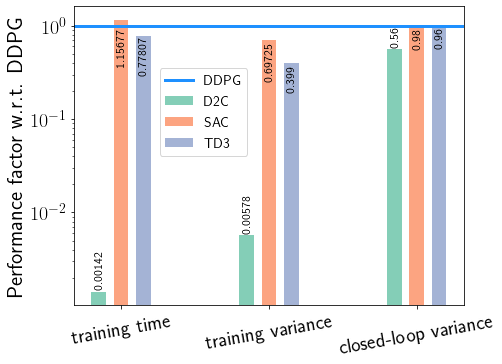 Performance factor w.r.t. DDPG
10^0
10^-1
10^-2
DDPG
D2C
SAC
TD3
0.00142
1.15677
0.77807
0.00578
0.69725
0.399
0.56
0.98
0.96
training time
training variance
closed-loop variance